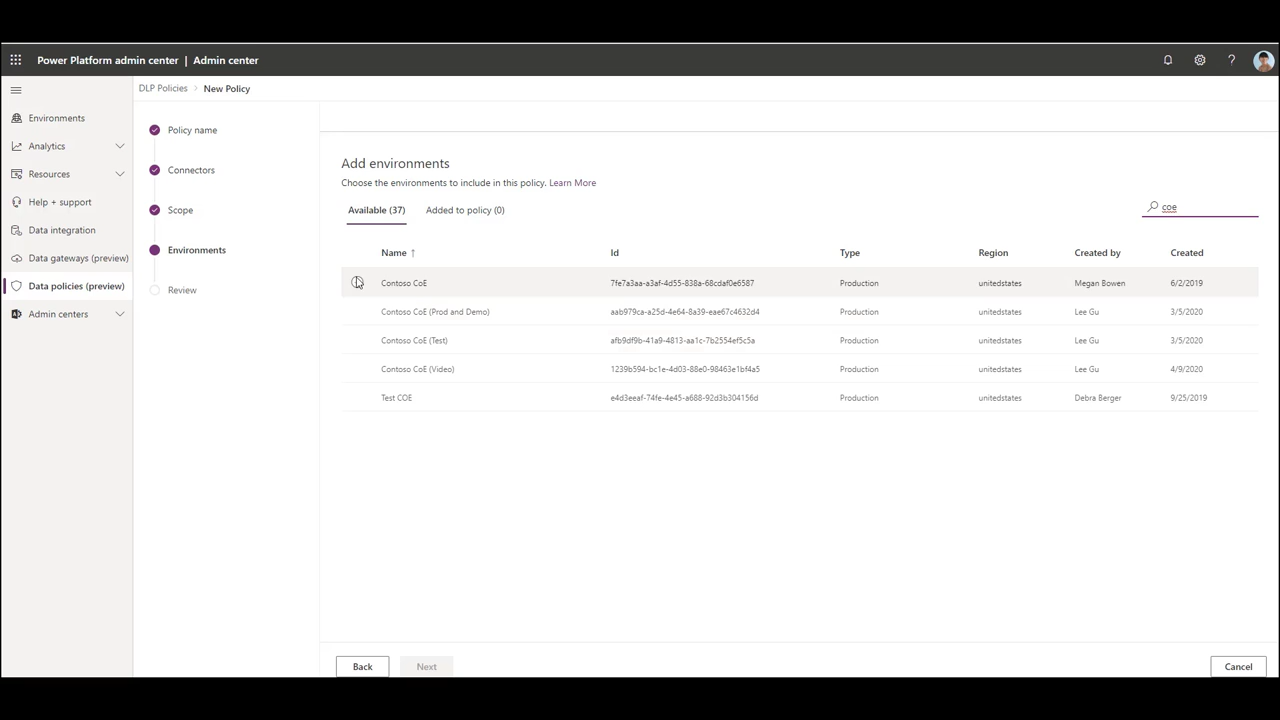 Power Platform admin center | Admin center
DLP Policies > New Policy
Environments
Analytics
Resources
Help + support
Data integration
Data gateways (preview)
Data policies (preview)
Admin centers
Policy name
Connectors
Scope
Environments
Review
Add environments
Choose the environments to include in this policy. Learn More
Available (37) Added to policy (0)
coe
Name ↑ Id Type Region Created by Created
Contoso CoE 7fe7a3aa-a3af-4d55-838a-68cdaf0e6587 Production unitedstates Megan Bowen 6/2/2019
Contoso CoE (Prod and Demo) aab979ca-a25d-4e64-8a39-eae67c4632d4 Production unitedstates Lee Gu 3/5/2020
Contoso CoE (Test) afb9df9b-41a9-4813-aa1c-7b2554ef5c5a Production unitedstates Lee Gu 3/5/2020
Contoso CoE (Video) 1239b594-bc1e-4d03-88e0-98463e1bf4a5 Production unitedstates Lee Gu 4/9/2020
Test COE e4d3eeaf-74fe-4e45-a688-92d3b304156d Production unitedstates Debra Berger 9/25/2019
Back Next Cancel